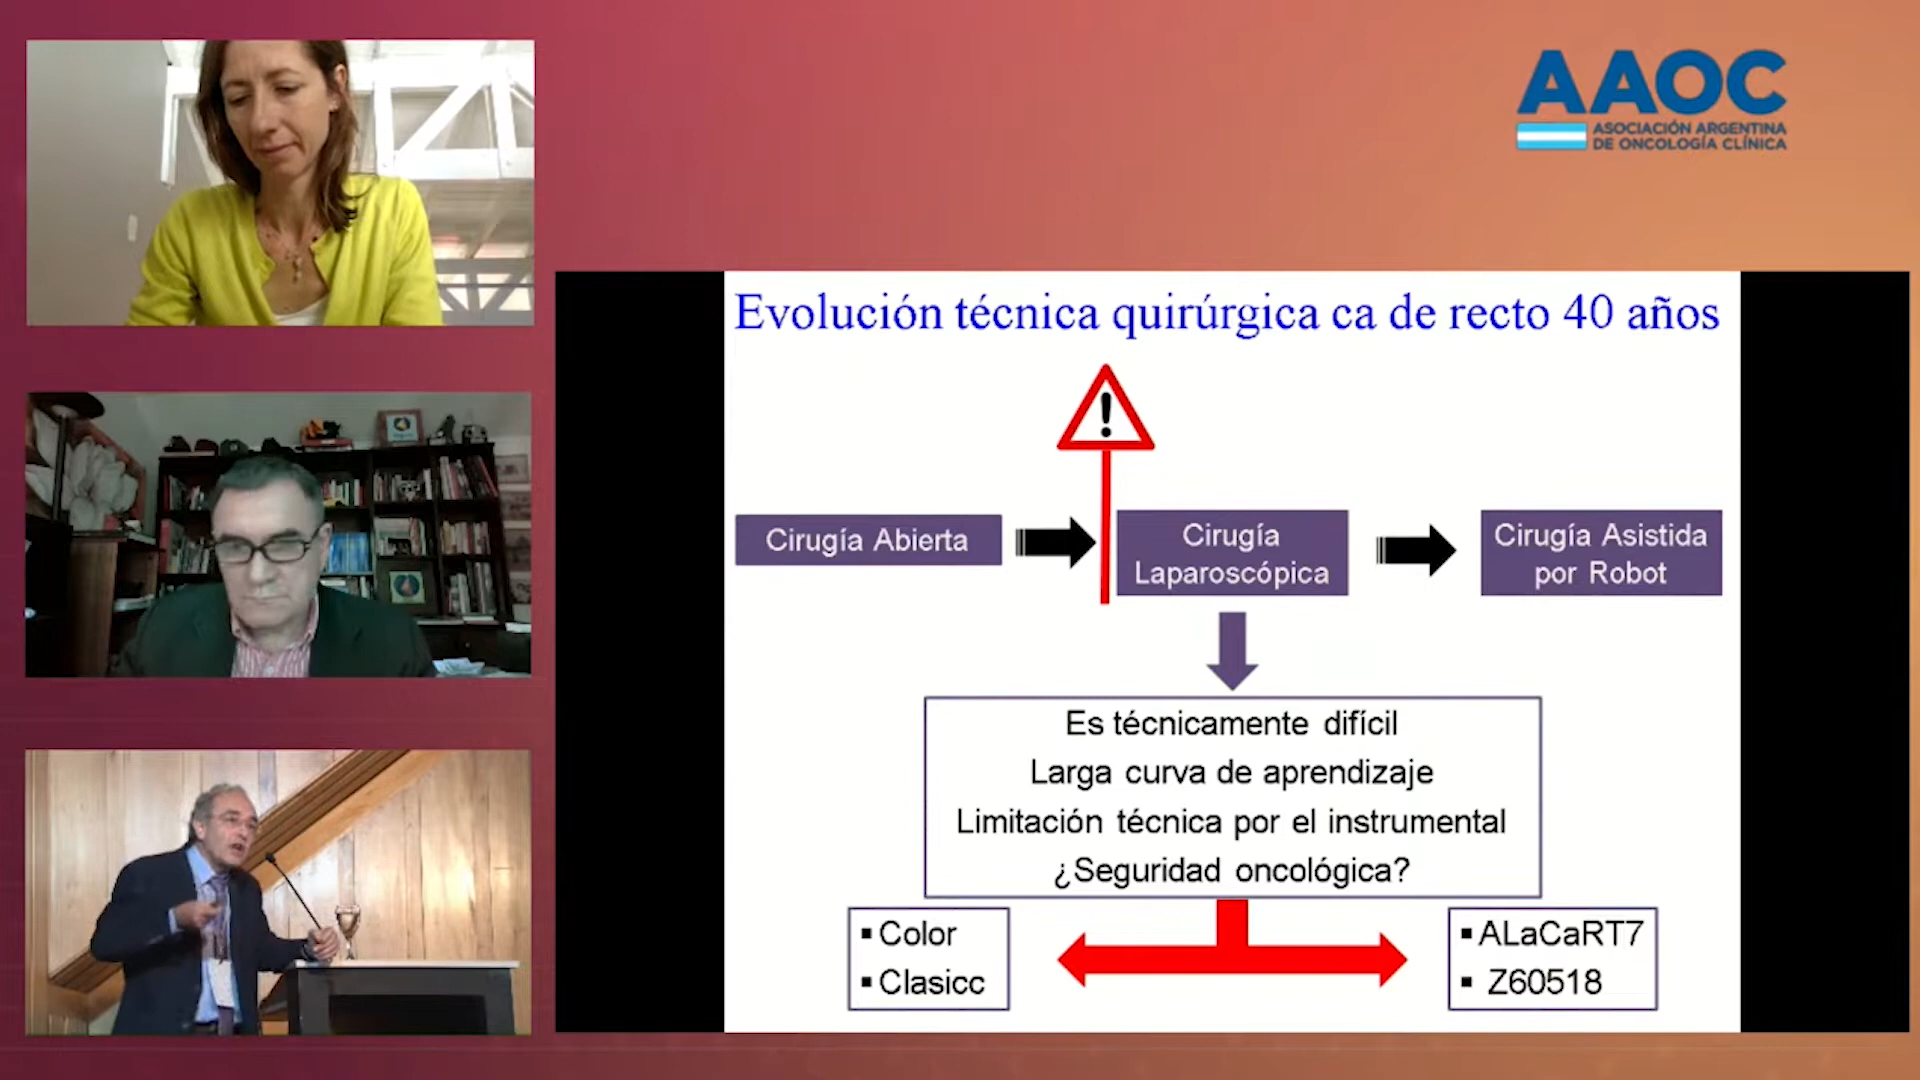 AAOC
ASOCIACIÓN ARGENTINA
DE ONCOLOGÍA CLÍNICA
Evolución técnica quirúrgica ca de recto 40 años
!
Cirugía Abierta
Cirugía
Laparoscópica
Cirugía Asistida
por Robot
Es técnicamente difícil
Larga curva de aprendizaje
Limitación técnica por el instrumental
¿Seguridad oncológica?
▪ Color
▪ Clasicc
▪ ALaCaRT7
▪ Z60518